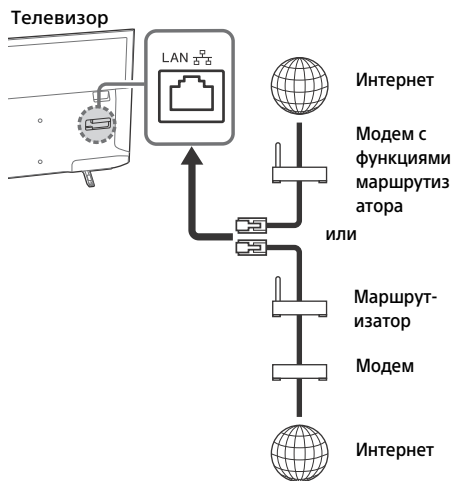 Телевизор
LAN
Интернет
Модем с
функциями
маршрутиз
атора
или
Маршрут-
изатор
Модем
Интернет